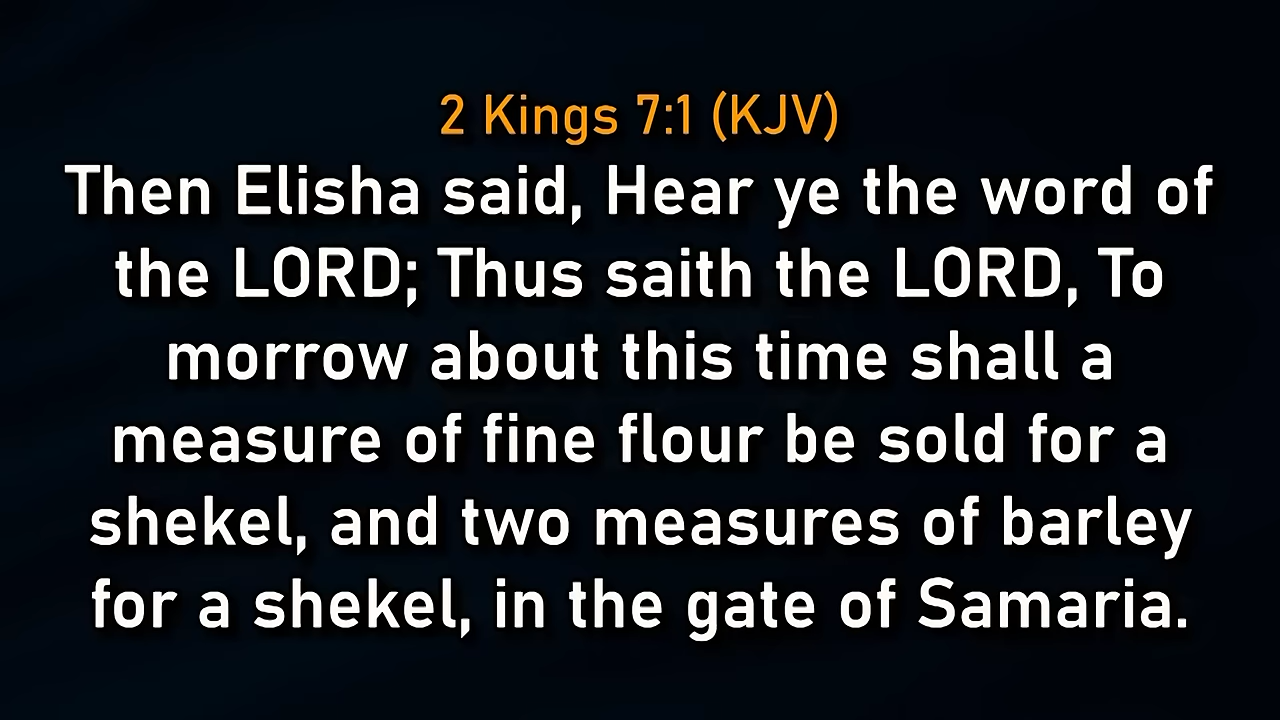 2 Kings 7:1 (KJV)
Then Elisha said, Hear ye the word of
the LORD; Thus saith the LORD, To
morrow about this time shall a
measure of fine flour be sold for a
shekel, and two measures of barley
for a shekel, in the gate of Samaria.